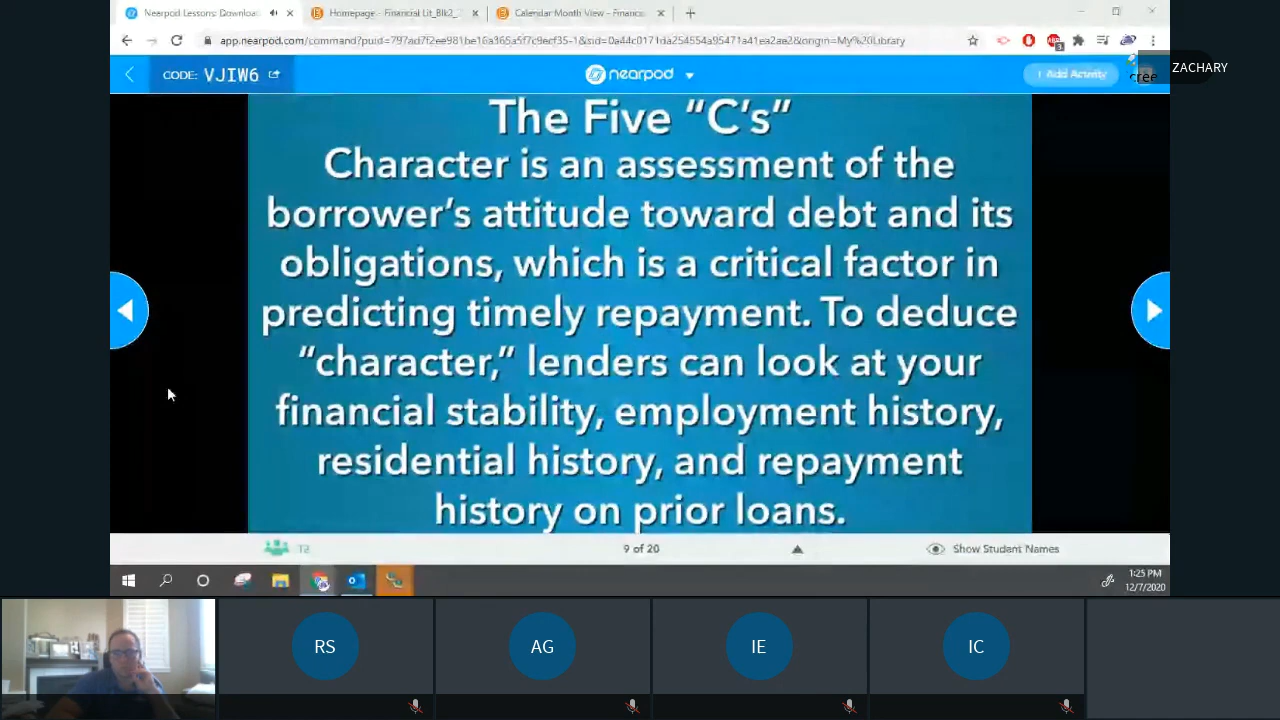 Nearpod Lessons: Downloa
Homepage - Financial Lit_Blk2_
Calendar Month View - Financi
app.nearpod.com/command?puid=797ad7f2ee981be16a365a5f7c9ecf35-1&sid=0a44c0171da254554a95471a41ea2ae2&origin=My%20Library
CODE: VJIW6
nearpod
+ Add Activity
ZACHARY
The Five “C’s”
Character is an assessment of the
borrower’s attitude toward debt and its
obligations, which is a critical factor in
predicting timely repayment. To deduce
“character,” lenders can look at your
financial stability, employment history,
residential history, and repayment
history on prior loans.
12
9 of 20
Show Student Names
1:25 PM
12/7/2020
RS
AG
IE
IC